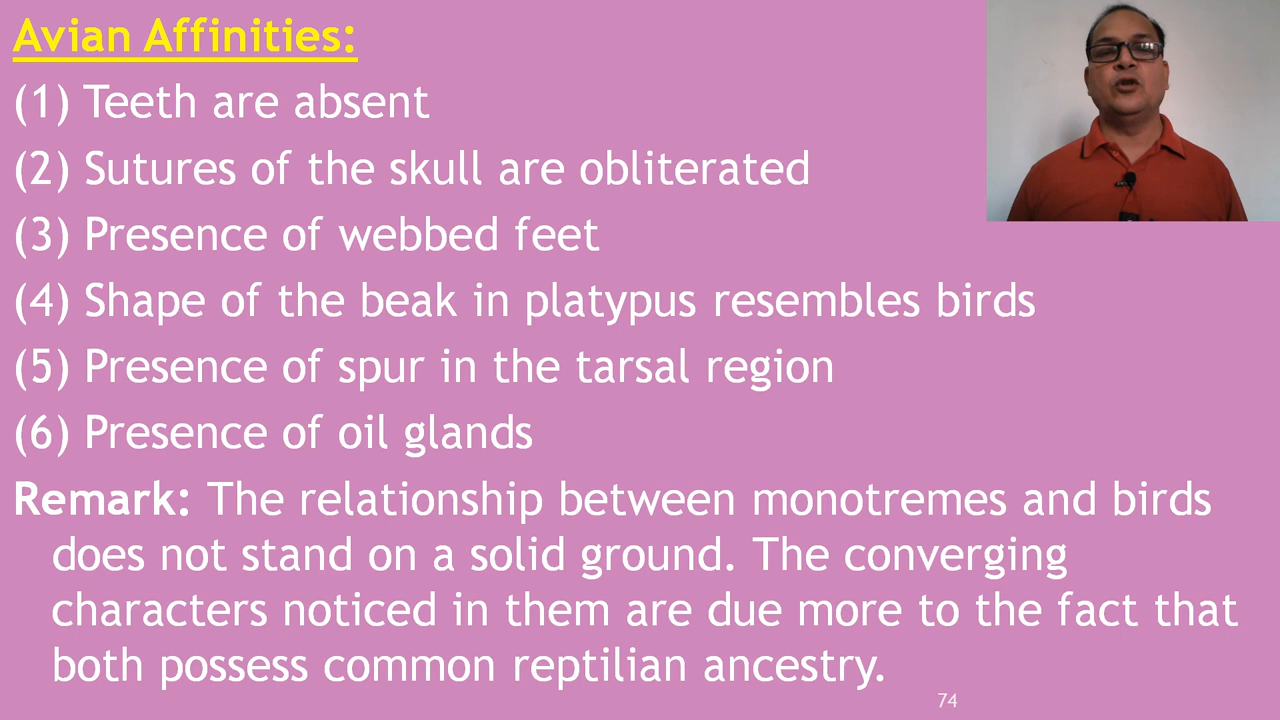 Avian Affinities:
(1) Teeth are absent
(2) Sutures of the skull are obliterated
(3) Presence of webbed feet
(4) Shape of the beak in platypus resembles birds
(5) Presence of spur in the tarsal region
(6) Presence of oil glands
Remark: The relationship between monotremes and birds
does not stand on a solid ground. The converging
characters noticed in them are due more to the fact that
both possess common reptilian ancestry.
74